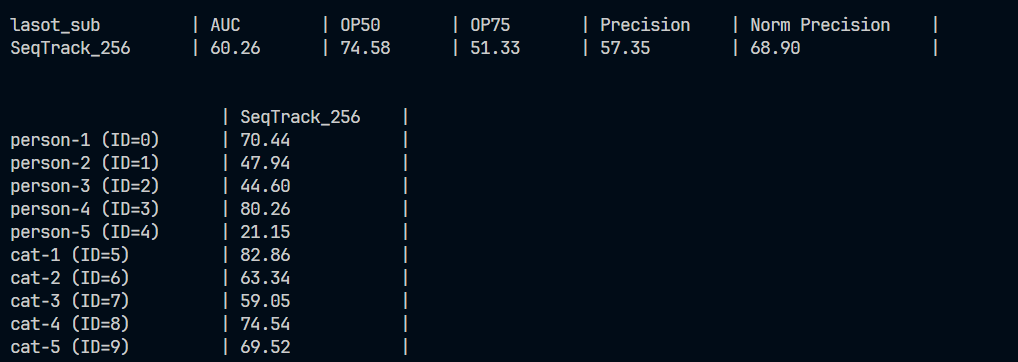 lasot_sub | AUC | OP50 | OP75 | Precision | Norm Precision |
SeqTrack_256 | 60.26 | 74.58 | 51.33 | 57.35 | 68.90 |
| SeqTrack_256 |
person-1 (ID=0) | 70.44 |
person-2 (ID=1) | 47.94 |
person-3 (ID=2) | 44.60 |
person-4 (ID=3) | 80.26 |
person-5 (ID=4) | 21.15 |
cat-1 (ID=5) | 82.86 |
cat-2 (ID=6) | 63.34 |
cat-3 (ID=7) | 59.05 |
cat-4 (ID=8) | 74.54 |
cat-5 (ID=9) | 69.52 |